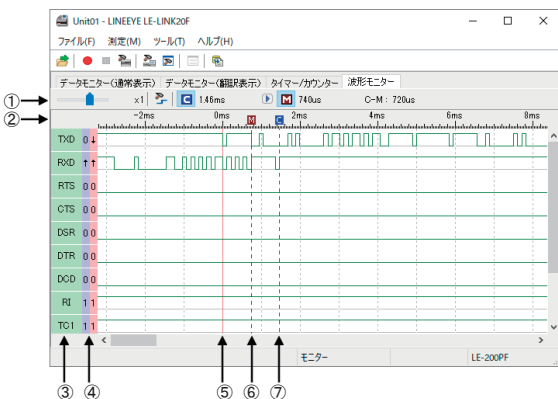 Unit01 - LINEEYE LE-LINK20F
ファイル(F) 測定(M) ツール(T) ヘルプ(H)
データモニター(通常表示) データモニター(翻訳表示) タイマー/カウンター 波形モニター
① x1 C 1.46ms M 740us C-M : 720us
② -2ms 0ms M C 2ms 4ms 6ms 8ms
TXD 0 ↓
RXD ↑ ↑
RTS 0 0
CTS 0 0
DSR 0 0
DTR 0 0
DCD 0 0
RI 1 1
TC1 1 1
モニター LE-200PF
③ ④ ⑤ ⑥ ⑦